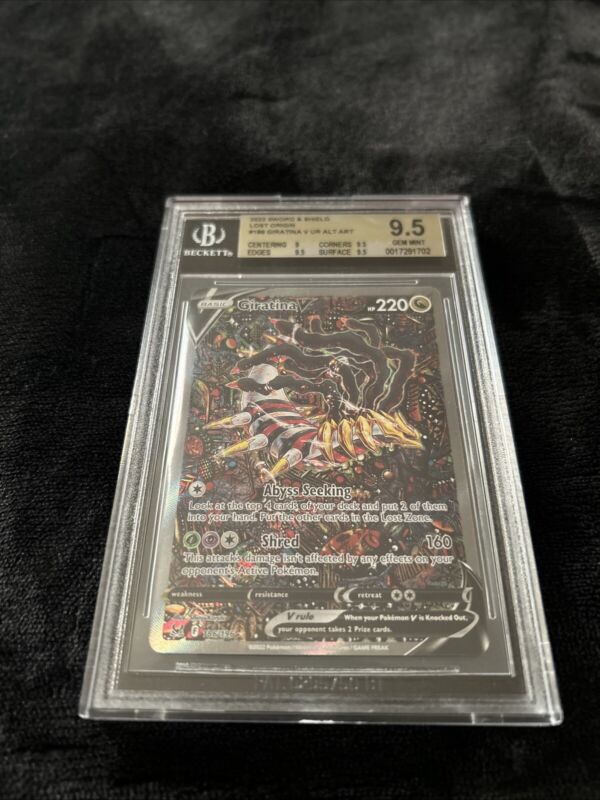 2022 SWORD & SHIELD
LOST ORIGIN
#186 GIRATINA V UR ALT ART
CENTERING 9 CORNERS 9.5
EDGES 9.5 SURFACE 9.5
9.5
GEM MINT
0017291702
B
BECKETT®
BASIC Giratina V HP 220
Abyss Seeking
Look at the top 4 cards of your deck and put 2 of them
into your hand. Put the other cards in the Lost Zone.
Shred 160
This attack's damage isn't affected by any effects on your
opponent's Active Pokémon.
weakness resistance retreat
V rule When your Pokémon V is Knocked Out,
your opponent takes 2 Prize cards.
186/196
©2022 Pokémon / Nintendo / GAME FREAK